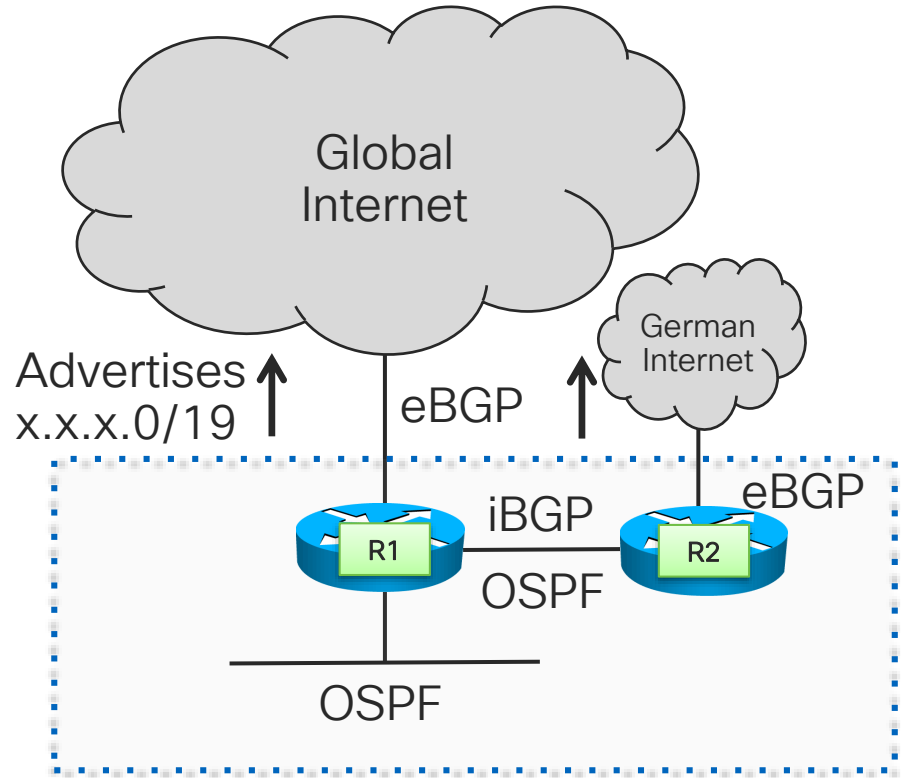 Global
Internet
German
Internet
Advertises
x.x.x.0/19
eBGP
eBGP
R1
iBGP
R2
OSPF
OSPF